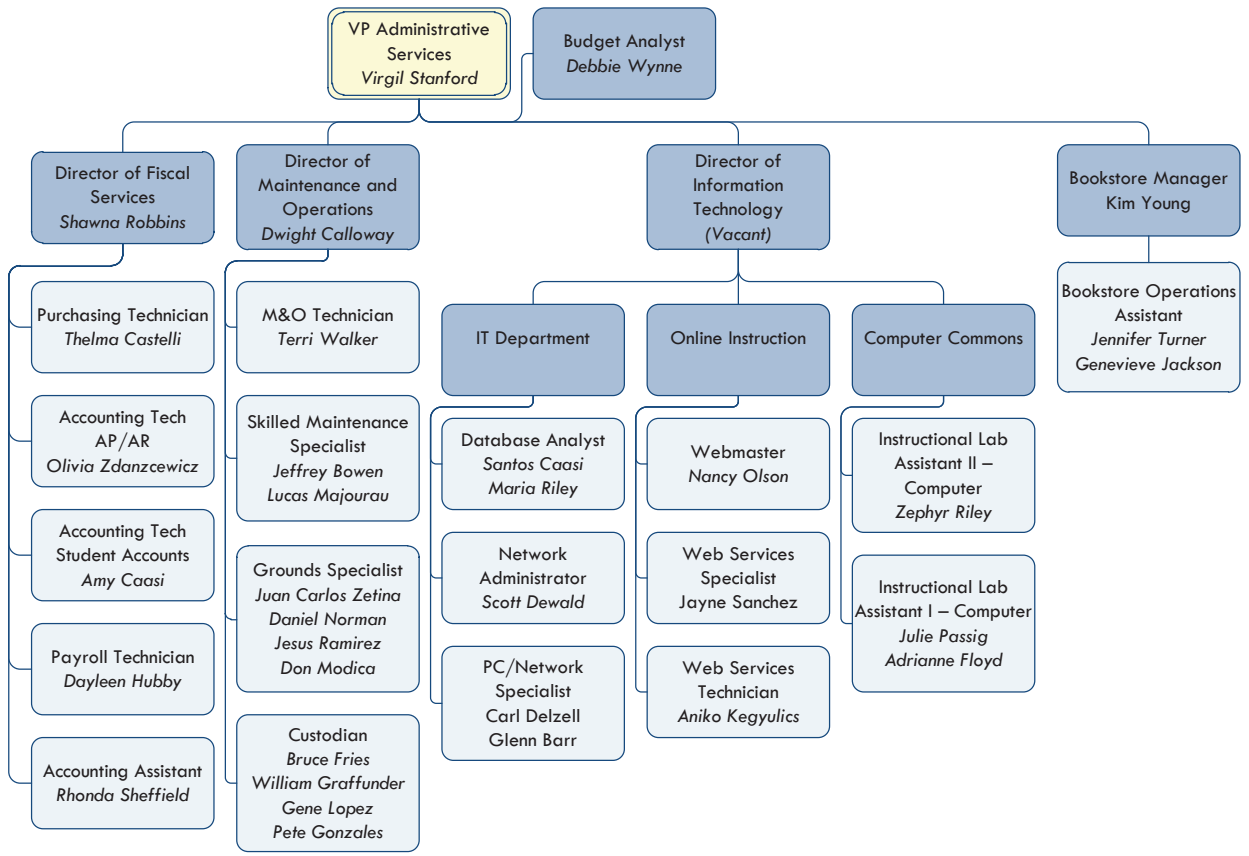 VP Administrative
Services
Virgil Stanford
Budget Analyst
Debbie Wynne
Director of Fiscal
Services
Shawna Robbins
Director of
Maintenance and
Operations
Dwight Calloway
Director of
Information
Technology
(Vacant)
Bookstore Manager
Kim Young
Purchasing Technician
Thelma Castelli
Accounting Tech
AP/AR
Olivia Zdanzcewicz
Accounting Tech
Student Accounts
Amy Caasi
Payroll Technician
Dayleen Hubby
Accounting Assistant
Rhonda Sheffield
M&O Technician
Terri Walker
Skilled Maintenance
Specialist
Jeffrey Bowen
Lucas Majourau
Grounds Specialist
Juan Carlos Zetina
Daniel Norman
Jesus Ramirez
Don Modica
Custodian
Bruce Fries
William Graffunder
Gene Lopez
Pete Gonzales
IT Department
Database Analyst
Santos Caasi
Maria Riley
Network
Administrator
Scott Dewald
PC/Network
Specialist
Carl Delzell
Glenn Barr
Online Instruction
Webmaster
Nancy Olson
Web Services
Specialist
Jayne Sanchez
Web Services
Technician
Aniko Kegyulics
Computer Commons
Instructional Lab
Assistant II –
Computer
Zephyr Riley
Instructional Lab
Assistant I – Computer
Julie Passig
Adrianne Floyd
Bookstore Operations
Assistant
Jennifer Turner
Genevieve Jackson